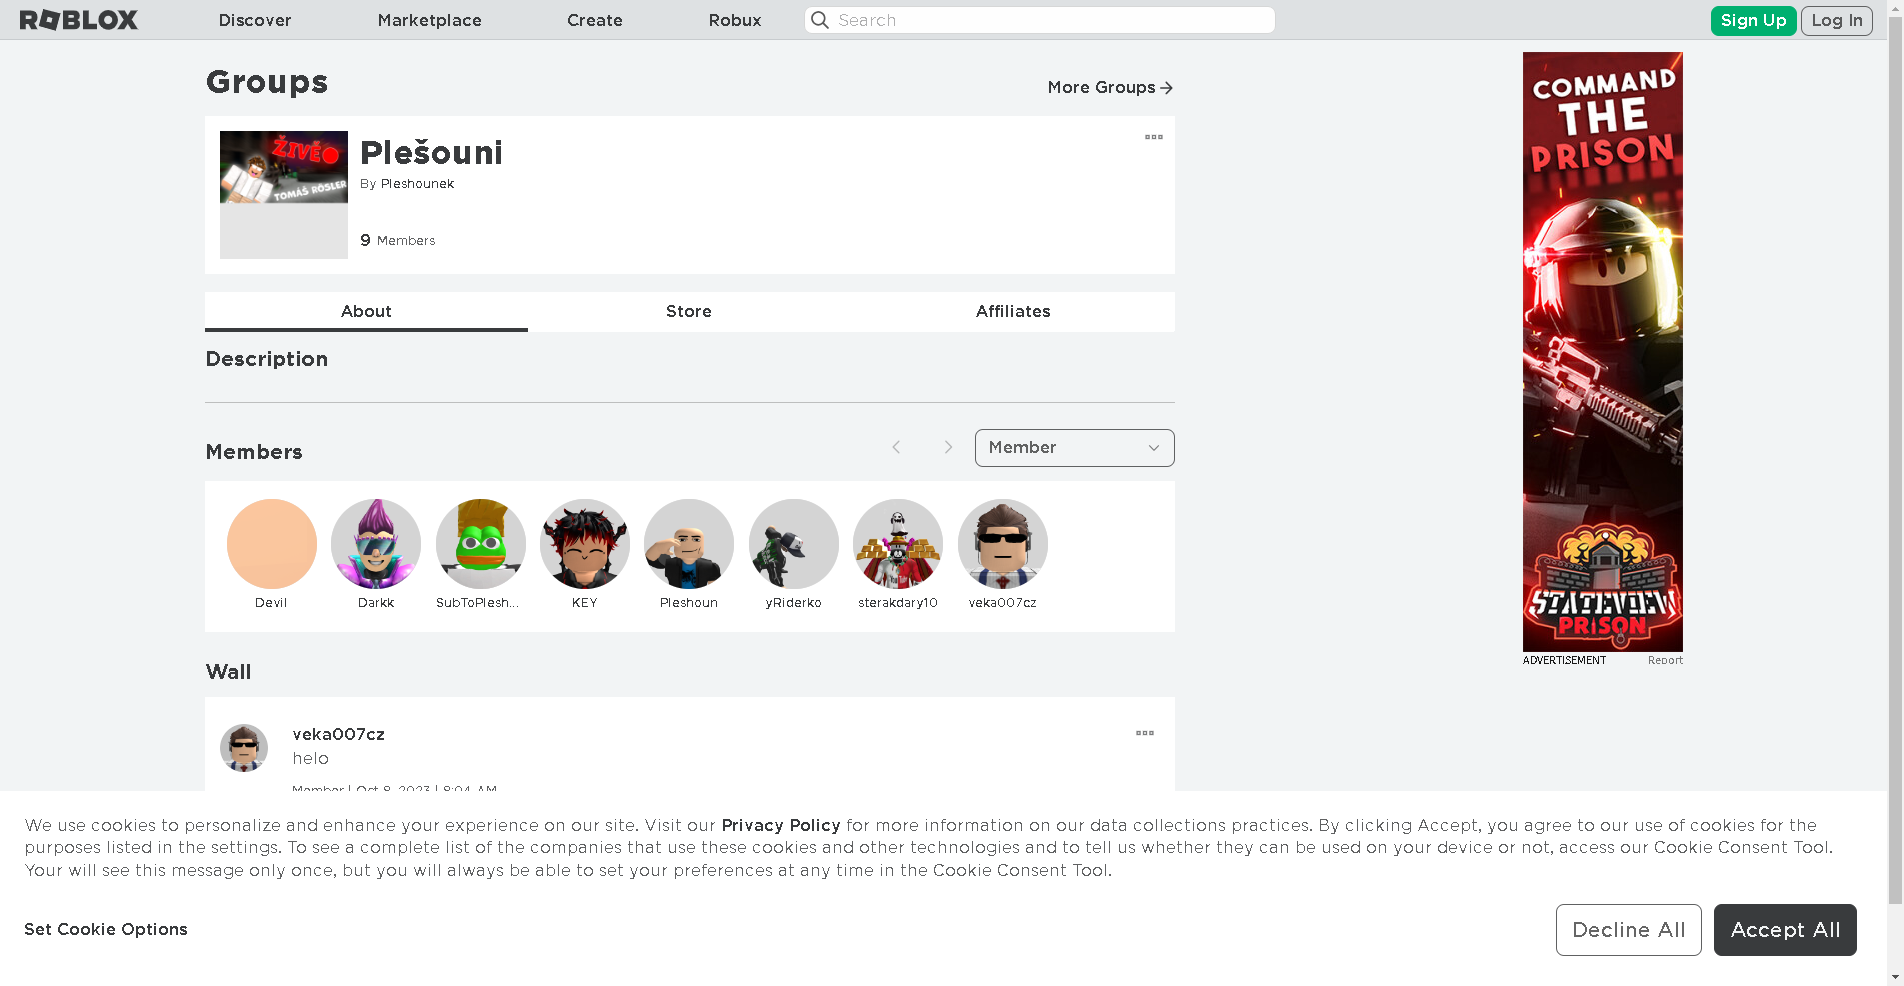 ROBLOX
Discover
Marketplace
Create
Robux
Search
Sign Up
Log In
Groups
More Groups
ŽIVĚ
TOMÁŠ RÖSLER
Plešouni
By Pleshounek
9 Members
About
Store
Affiliates
Description
Members
Member
Devil
Darkk
SubToPlesh...
KEY
Pleshoun
yRiderko
sterakdary10
veka007cz
Wall
veka007cz
helo
Member | Oct 8, 2023 | 8:04 AM
COMMAND
THE
PRISON
PRISON
ADVERTISEMENT
Report
We use cookies to personalize and enhance your experience on our site. Visit our Privacy Policy for more information on our data collections practices. By clicking Accept, you agree to our use of cookies for the
purposes listed in the settings. To see a complete list of the companies that use these cookies and other technologies and to tell us whether they can be used on your device or not, access our Cookie Consent Tool.
Your will see this message only once, but you will always be able to set your preferences at any time in the Cookie Consent Tool.
Set Cookie Options
Decline All
Accept All